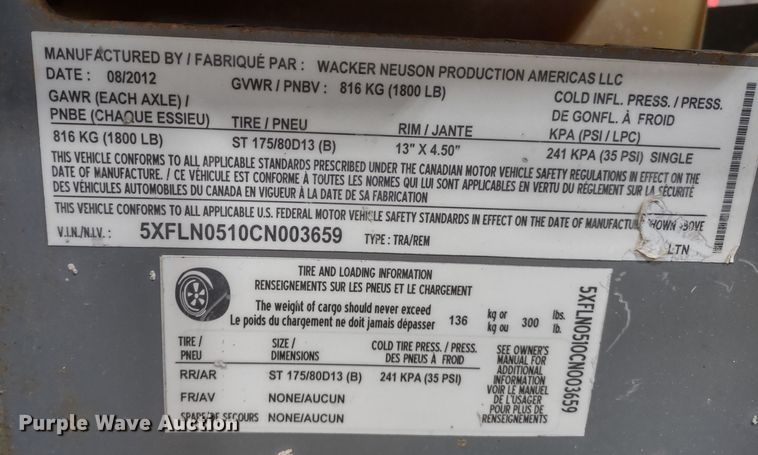 MANUFACTURED BY / FABRIQUÉ PAR : WACKER NEUSON PRODUCTION AMERICAS LLC
DATE : 08/2012 GVWR / PNBV : 816 KG (1800 LB) COLD INFL. PRESS. / PRESS.
GAWR (EACH AXLE) / DE GONFL. À FROID
PNBE (CHAQUE ESSIEU) TIRE / PNEU RIM / JANTE KPA (PSI / LPC)
816 KG (1800 LB) ST 175/80D13 (B) 13" X 4.50" 241 KPA (35 PSI) SINGLE
THIS VEHICLE CONFORMS TO ALL APPLICABLE STANDARDS PRESCRIBED UNDER THE CANADIAN MOTOR VEHICLE SAFETY REGULATIONS IN EFFECT ON THE
DATE OF MANUFACTURE. / CE VÉHICULE EST CONFORME À TOUTES LES NORMES QUI LUI SONT APPLICABLES EN VERTU DU RÈGLEMENT SUR LA SÉCURITÉ
DES VÉHICULES AUTOMOBILES DU CANADA EN VIGUEUR À LA DATE DE SA FABRICATION
THIS VEHICLE CONFORMS TO ALL APPLICABLE U.S. FEDERAL MOTOR VEHICLE SAFETY STANDARDS IN EFFECT ON THE DATE OF MANUFACTURE SHOWN ABOVE
V.I.N./N.I.V.: 5XFLN0510CN003659 TYPE : TRA/REM LTN
TIRE AND LOADING INFORMATION
RENSEIGNEMENTS SUR LES PNEUS ET LE CHARGEMENT
The weight of cargo should never exceed kg or lbs.
Le poids du chargement ne doit jamais dépasser 136 kg ou 300 lb.
TIRE / SIZE / COLD TIRE PRESS. / PRESS.
PNEU DIMENSIONS DES PNEUS À FROID
RR/AR ST 175/80D13 (B) 241 KPA (35 PSI)
FR/AV NONE/AUCUN
SPARE/DE SECOURS NONE/AUCUN
SEE OWNER'S
MANUAL FOR
ADDITIONAL
INFORMATION
VOIR LE MANUEL
DE L'USAGER
POUR PLUS DE
RENSEIGNEMENTS
5XFLN0510CN003659
Purple Wave Auction